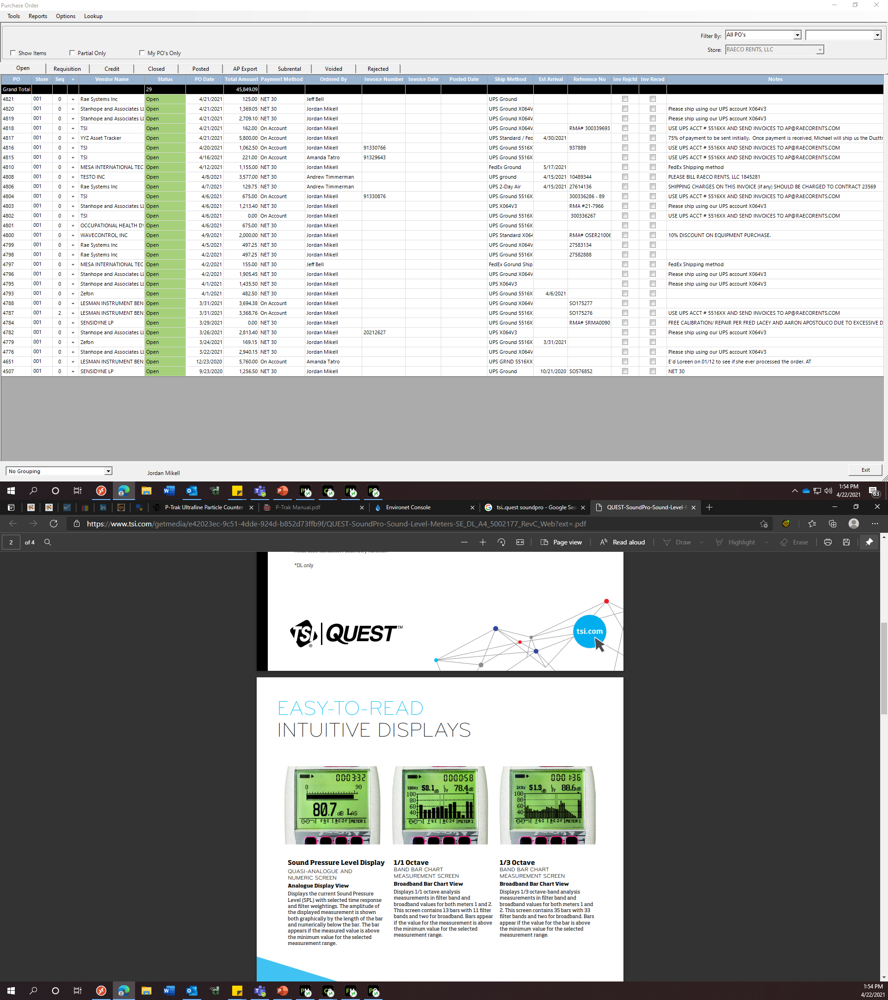 Purchase Order
Tools Reports Options Lookup
Filter By: All PO's
Show Items Partial Only My PO's Only Store: RAECO RENTS, LLC
Open Requisition Credit Closed Posted AP Export Subrental Voided Rejected
PO Store Seq + Vendor Name Status PO Date Total Amount Payment Method Ordered By Invoice Number Invoice Date Posted Date Ship Method Est Arrival Reference No Inv Rejctd Inv Recvd Notes
Grand Total 29 45,849.09
4821 001 0 + Rae Systems Inc Open 4/21/2021 125.00 NET 30 Jeff Bell UPS Ground
4820 001 0 + Stanhope and Associates LL Open 4/21/2021 1,369.05 NET 30 Jordan Mikell UPS Ground X064V Please ship using our UPS account X064V3
4819 001 0 + Stanhope and Associates LL Open 4/21/2021 2,709.10 NET 30 Jordan Mikell UPS Ground X064V Please ship using our UPS account X064V3
4818 001 0 + TSI Open 4/21/2021 162.00 On Account Jordan Mikell UPS Ground X064V RMA# 300339693 USE UPS ACCT # 5516XX AND SEND INVOICES TO AP@RAECORENTS.COM
4817 001 0 + YYZ Asset Tracker Open 4/21/2021 5,800.00 On Account Jordan Mikell UPS Standard / Fed 4/30/2021 75% of payment to be sent initially. Once payment is received, Michael will ship us the Dusttr
4816 001 0 + TSI Open 4/20/2021 1,062.50 On Account Jordan Mikell 91330766 UPS Ground 5516X 937889 USE UPS ACCT # 5516XX AND SEND INVOICES TO AP@RAECORENTS.COM
4815 001 0 + TSI Open 4/16/2021 221.00 On Account Amanda Tatro 91329643 UPS Ground 5516X USE UPS ACCT # 5516XX AND SEND INVOICES TO AP@RAECORENTS.COM
4810 001 0 + MESA INTERNATIONAL TEC Open 4/12/2021 1,155.00 NET 30 Jordan Mikell FedEx Ground 5/17/2021 FedEx Shipping method
4808 001 0 + TESTO INC Open 4/8/2021 3,577.00 NET 30 Andrew Timmerman UPS ground 4/15/2021 10489344 PLEASE BILL RAECO RENTS, LLC 1845281
4806 001 0 + Rae Systems Inc Open 4/7/2021 129.75 NET 30 Andrew Timmerman UPS 2-Day Air 4/15/2021 27614136 SHIPPING CHARGES ON THIS INVOICE (if any) SHOULD BE CHARGED TO CONTRACT 23569
4804 001 0 + TSI Open 4/6/2021 675.00 On Account Jordan Mikell 91330876 UPS Ground 5516X 300336286 - 89 USE UPS ACCT # 5516XX AND SEND INVOICES TO AP@RAECORENTS.COM
4803 001 0 + Stanhope and Associates LL Open 4/6/2021 1,213.40 NET 30 Jordan Mikell UPS X064V3 RMA #21-7966 Please ship using our UPS account X064V3
4802 001 0 + TSI Open 4/6/2021 0.00 On Account Jordan Mikell UPS Ground 5516X 300336267 USE UPS ACCT # 5516XX AND SEND INVOICES TO AP@RAECORENTS.COM
4801 001 0 + OCCUPATIONAL HEALTH DY Open 4/6/2021 675.00 NET 30 Jordan Mikell UPS Ground 5516X
4800 001 0 + WAVECONTROL, INC Open 4/9/2021 2,000.00 NET 30 Jordan Mikell UPS Standard X064 RMA# OSER21006 10% DISCOUNT ON EQUIPMENT PURCHASE.
4799 001 0 + Rae Systems Inc Open 4/5/2021 497.25 NET 30 Jordan Mikell UPS Ground X064V 27583134
4798 001 0 + Rae Systems Inc Open 4/2/2021 497.25 NET 30 Jordan Mikell UPS Ground 5516X 27582888
4797 001 0 + MESA INTERNATIONAL TEC Open 4/2/2021 155.00 NET 30 Jeff Bell FedEx Gorund Ship FedEx Shipping method
4796 001 0 + Stanhope and Associates LL Open 4/2/2021 1,905.45 NET 30 Jordan Mikell UPS Ground X064V Please ship using our UPS account X064V3
4795 001 0 + Stanhope and Associates LL Open 4/1/2021 1,435.50 NET 30 Jordan Mikell UPS X064V3 Please ship using our UPS account X064V3
4793 001 0 + Zefon Open 4/1/2021 482.50 NET 30 Jordan Mikell UPS Ground 5516X 4/6/2021
4788 001 0 + LESMAN INSTRUMENT BEN Open 3/31/2021 3,694.38 On Account Jordan Mikell UPS Ground X064V SO175277
4787 001 2 + LESMAN INSTRUMENT BEN Open 3/31/2021 3,368.76 On Account Jordan Mikell UPS Ground 5516X SO175276 USE UPS ACCT # 5516XX AND SEND INVOICES TO AP@RAECORENTS.COM
4784 001 0 + SENSIDYNE LP Open 3/29/2021 0.00 NET 30 Jordan Mikell UPS Ground 5516X RMA# SRMA0090 FREE CALIBRATION/ REPAIR PER FRED LACEY AND AARON APOSTOLICO DUE TO EXCESSIVE D
4782 001 0 + Stanhope and Associates LL Open 3/26/2021 2,813.40 NET 30 Jordan Mikell 20212627 UPS X064V3 Please ship using our UPS account X064V3
4779 001 0 + Zefon Open 3/24/2021 169.15 NET 30 Jordan Mikell UPS Ground 5516X 3/31/2021
4776 001 0 + Stanhope and Associates LL Open 3/22/2021 2,940.15 NET 30 Jordan Mikell UPS Ground X064V Please ship using our UPS account X064V3
4651 001 0 + LESMAN INSTRUMENT BEN Open 12/23/2020 5,760.00 On Account Amanda Tatro UPS GRND 5516XX E'd Loreen on 01/12 to see if she ever processed the order. AT
4507 001 0 + SENSIDYNE LP Open 9/23/2020 1,256.50 NET 30 Jordan Mikell UPS Ground 10/21/2020 SO576852 NET 30
No Grouping Jordan Mikell Exit
1:54 PM
4/22/2021
63
P-Trak Ultrafine Particle Counter P-Trak Manual.pdf Environet Console tsi..quest soundpro - Google Sea QUEST-SoundPro-Sound-Level-M
https://www.tsi.com/getmedia/e42023ec-9c51-4dde-924d-b852d73ffb9f/QUEST-SoundPro-Sound-Level-Meters-SE_DL_A4_5002177_RevC_Web?ext=.pdf
2 of 4 Page view Read aloud Draw Highlight Erase
*DL only
TSI QUEST™
tsi.com
EASY-TO-READ
INTUITIVE DISPLAYS
00:03:32
0 90
80.7 dB LAS
F-S-I A-C-Z-F METER 1
00:00:58
500Hz 58.1 dB L FF 78.4 dB
100
80
60
40
F-S-I A-C-Z-F METER 1
00:01:36
1KHz 51.9 dB L FF 80.6 dB
100
80
60
40
F-S-I A-C-Z-F METER 1
Sound Pressure Level Display
QUASI-ANALOGUE AND
NUMERIC SCREEN
Analogue Display View
Displays the current Sound Pressure
Level (SPL) with selected time response
and filter weightings. The amplitude of
the displayed measurement is shown
both graphically by the length of the bar
and numerically below the bar. The bar
appears if the measured value is above
the minimum value for the selected
measurement range.
1/1 Octave
BAND BAR CHART
MEASUREMENT SCREEN
Broadband Bar Chart View
Displays 1/1 octave analysis
measurements in filter band and
broadband values for both meters 1 and 2.
This screen contains 13 bars with 11 filter
bands and two for broadband. Bars appear
if the value for the measurement is above
the minimum value for the selected
measurement range.
1/3 Octave
BAND BAR CHART
MEASUREMENT SCREEN
Broadband Bar Chart View
Displays 1/3 octave-band analysis
measurements in filter band and
broadband values for both meters 1 and
2. This screen contains 35 bars with 33
filter bands and two for broadband. Bars
appear if the value for the bar is above
the minimum value for the selected
measurement range.
1:54 PM
4/22/2021